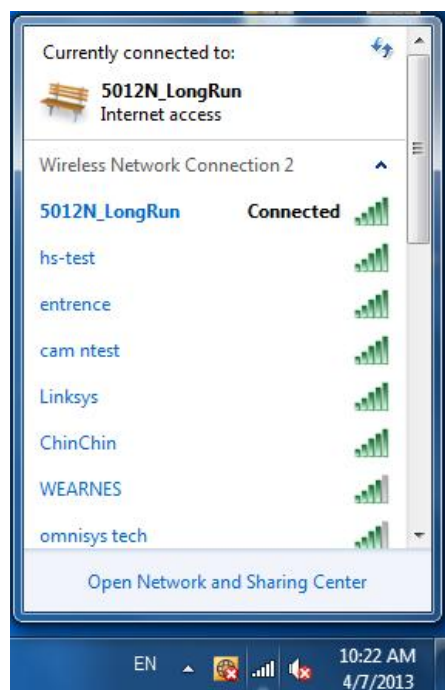 Currently connected to:
5012N_LongRun
Internet access
Wireless Network Connection 2
5012N_LongRun Connected
hs-test
entrence
cam ntest
Linksys
ChinChin
WEARNES
omnisys tech
Open Network and Sharing Center
EN
10:22 AM
4/7/2013